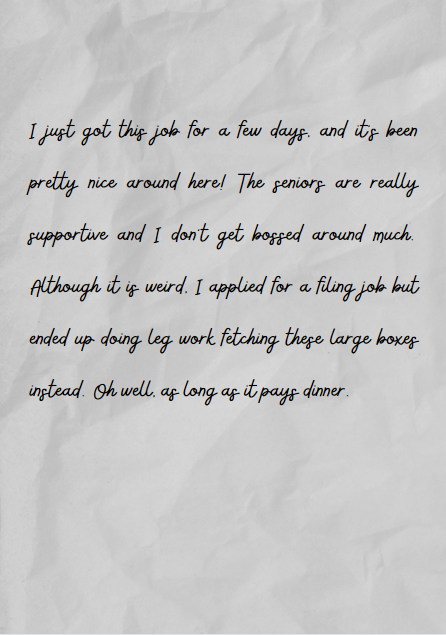 I just got this job for a few days, and it's been
pretty nice around here! The seniors are really
supportive and I don't get bossed around much.
Although it is weird, I applied for a filing job but
ended up doing leg work fetching these large boxes
instead. Oh well, as long as it pays dinner.